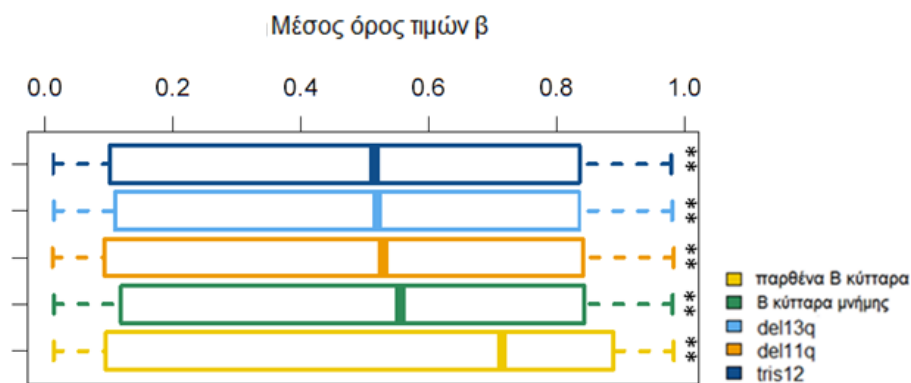 Μέσος όρος τιμών β
0.0 0.2 0.4 0.6 0.8 1.0
**
**
**
**
**
παρθένα Β κύτταρα
Β κύτταρα μνήμης
del13q
del11q
tris12